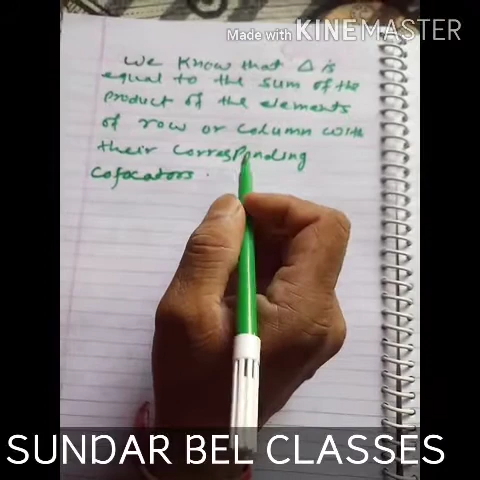 Made with KINEMASTER
We know that Δ is
equal to the sum of the
product of the elements
of row or column with
their corresponding
cofocators.
SUNDAR BEL CLASSES